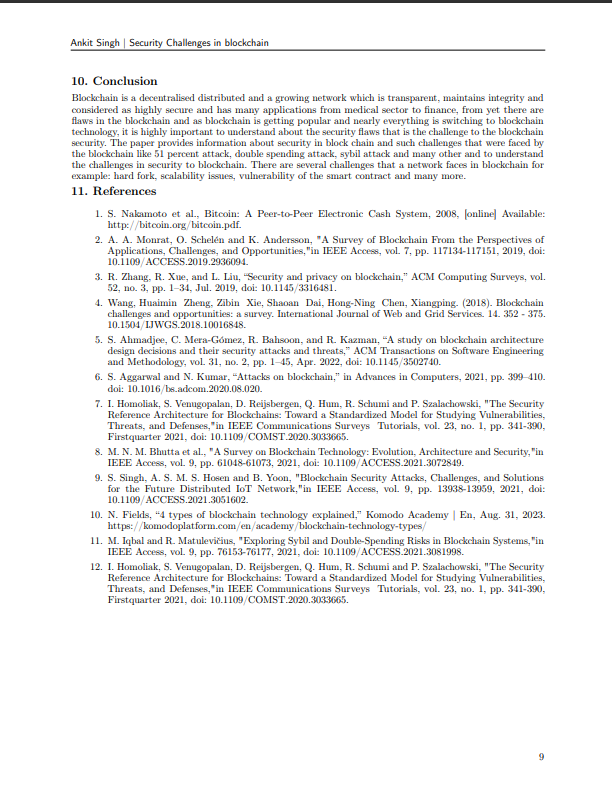 Ankit Singh | Security Challenges in blockchain
10. Conclusion
Blockchain is a decentralised distributed and a growing network which is transparent, maintains integrity and
considered as highly secure and has many applications from medical sector to finance, from yet there are
flaws in the blockchain and as blockchain is getting popular and nearly everything is switching to blockchain
technology, it is highly important to understand about the security flaws that is the challenge to the blockchain
security. The paper provides information about security in block chain and such challenges that were faced by
the blockchain like 51 percent attack, double spending attack, sybil attack and many other and to understand
the challenges in security to blockchain. There are several challenges that a network faces in blockchain for
example: hard fork, scalability issues, vulnerability of the smart contract and many more.
11. References
1. S. Nakamoto et al., Bitcoin: A Peer-to-Peer Electronic Cash System, 2008, [online] Available:
http://bitcoin.org/bitcoin.pdf.
2. A. A. Monrat, O. Schelén and K. Andersson, "A Survey of Blockchain From the Perspectives of
Applications, Challenges, and Opportunities,"in IEEE Access, vol. 7, pp. 117134-117151, 2019, doi:
10.1109/ACCESS.2019.2936094.
3. R. Zhang, R. Xue, and L. Liu, “Security and privacy on blockchain,” ACM Computing Surveys, vol.
52, no. 3, pp. 1–34, Jul. 2019, doi: 10.1145/3316481.
4. Wang, Huaimin Zheng, Zibin Xie, Shaoan Dai, Hong-Ning Chen, Xiangping. (2018). Blockchain
challenges and opportunities: a survey. International Journal of Web and Grid Services. 14. 352 - 375.
10.1504/IJWGS.2018.10016848.
5. S. Ahmadjee, C. Mera-Gómez, R. Bahsoon, and R. Kazman, “A study on blockchain architecture
design decisions and their security attacks and threats,” ACM Transactions on Software Engineering
and Methodology, vol. 31, no. 2, pp. 1–45, Apr. 2022, doi: 10.1145/3502740.
6. S. Aggarwal and N. Kumar, “Attacks on blockchain,” in Advances in Computers, 2021, pp. 399–410.
doi: 10.1016/bs.adcom.2020.08.020.
7. I. Homoliak, S. Venugopalan, D. Reijsbergen, Q. Hum, R. Schumi and P. Szalachowski, "The Security
Reference Architecture for Blockchains: Toward a Standardized Model for Studying Vulnerabilities,
Threats, and Defenses,"in IEEE Communications Surveys Tutorials, vol. 23, no. 1, pp. 341-390,
Firstquarter 2021, doi: 10.1109/COMST.2020.3033665.
8. M. N. M. Bhutta et al., "A Survey on Blockchain Technology: Evolution, Architecture and Security,"in
IEEE Access, vol. 9, pp. 61048-61073, 2021, doi: 10.1109/ACCESS.2021.3072849.
9. S. Singh, A. S. M. S. Hosen and B. Yoon, "Blockchain Security Attacks, Challenges, and Solutions
for the Future Distributed IoT Network,"in IEEE Access, vol. 9, pp. 13938-13959, 2021, doi:
10.1109/ACCESS.2021.3051602.
10. N. Fields, “4 types of blockchain technology explained,” Komodo Academy | En, Aug. 31, 2023.
https://komodoplatform.com/en/academy/blockchain-technology-types/
11. M. Iqbal and R. Matulevičius, "Exploring Sybil and Double-Spending Risks in Blockchain Systems,"in
IEEE Access, vol. 9, pp. 76153-76177, 2021, doi: 10.1109/ACCESS.2021.3081998.
12. I. Homoliak, S. Venugopalan, D. Reijsbergen, Q. Hum, R. Schumi and P. Szalachowski, "The Security
Reference Architecture for Blockchains: Toward a Standardized Model for Studying Vulnerabilities,
Threats, and Defenses,"in IEEE Communications Surveys Tutorials, vol. 23, no. 1, pp. 341-390,
Firstquarter 2021, doi: 10.1109/COMST.2020.3033665.
9